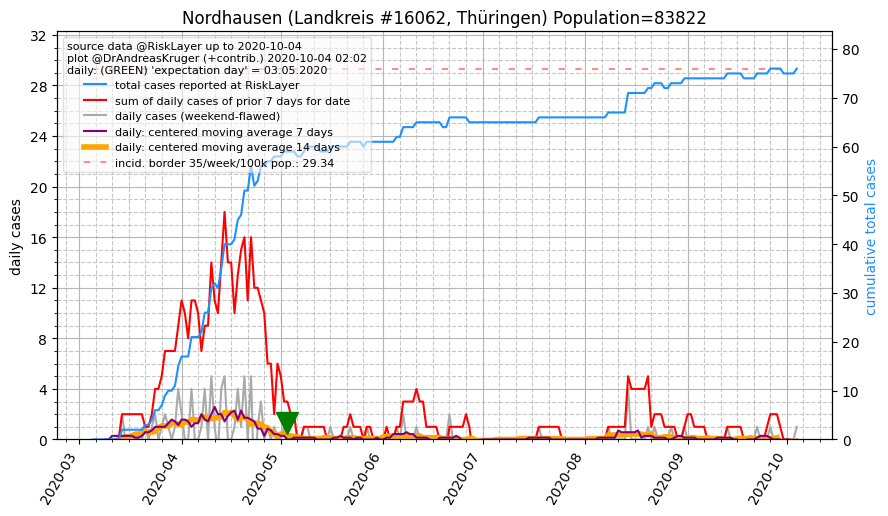 Nordhausen (Landkreis #16062, Thüringen) Population=83822
source data @RiskLayer up to 2020-10-04
plot @DrAndreasKruger (+contrib.) 2020-10-04 02:02
daily: (GREEN) 'expectation day' = 03.05.2020
total cases reported at RiskLayer
sum of daily cases of prior 7 days for date
daily cases (weekend-flawed)
daily: centered moving average 7 days
daily: centered moving average 14 days
incid. border 35/week/100k pop.: 29.34
daily cases
32
28
24
20
16
12
8
4
0
cumulative total cases
80
70
60
50
40
30
20
10
0
2020-03
2020-04
2020-05
2020-06
2020-07
2020-08
2020-09
2020-10